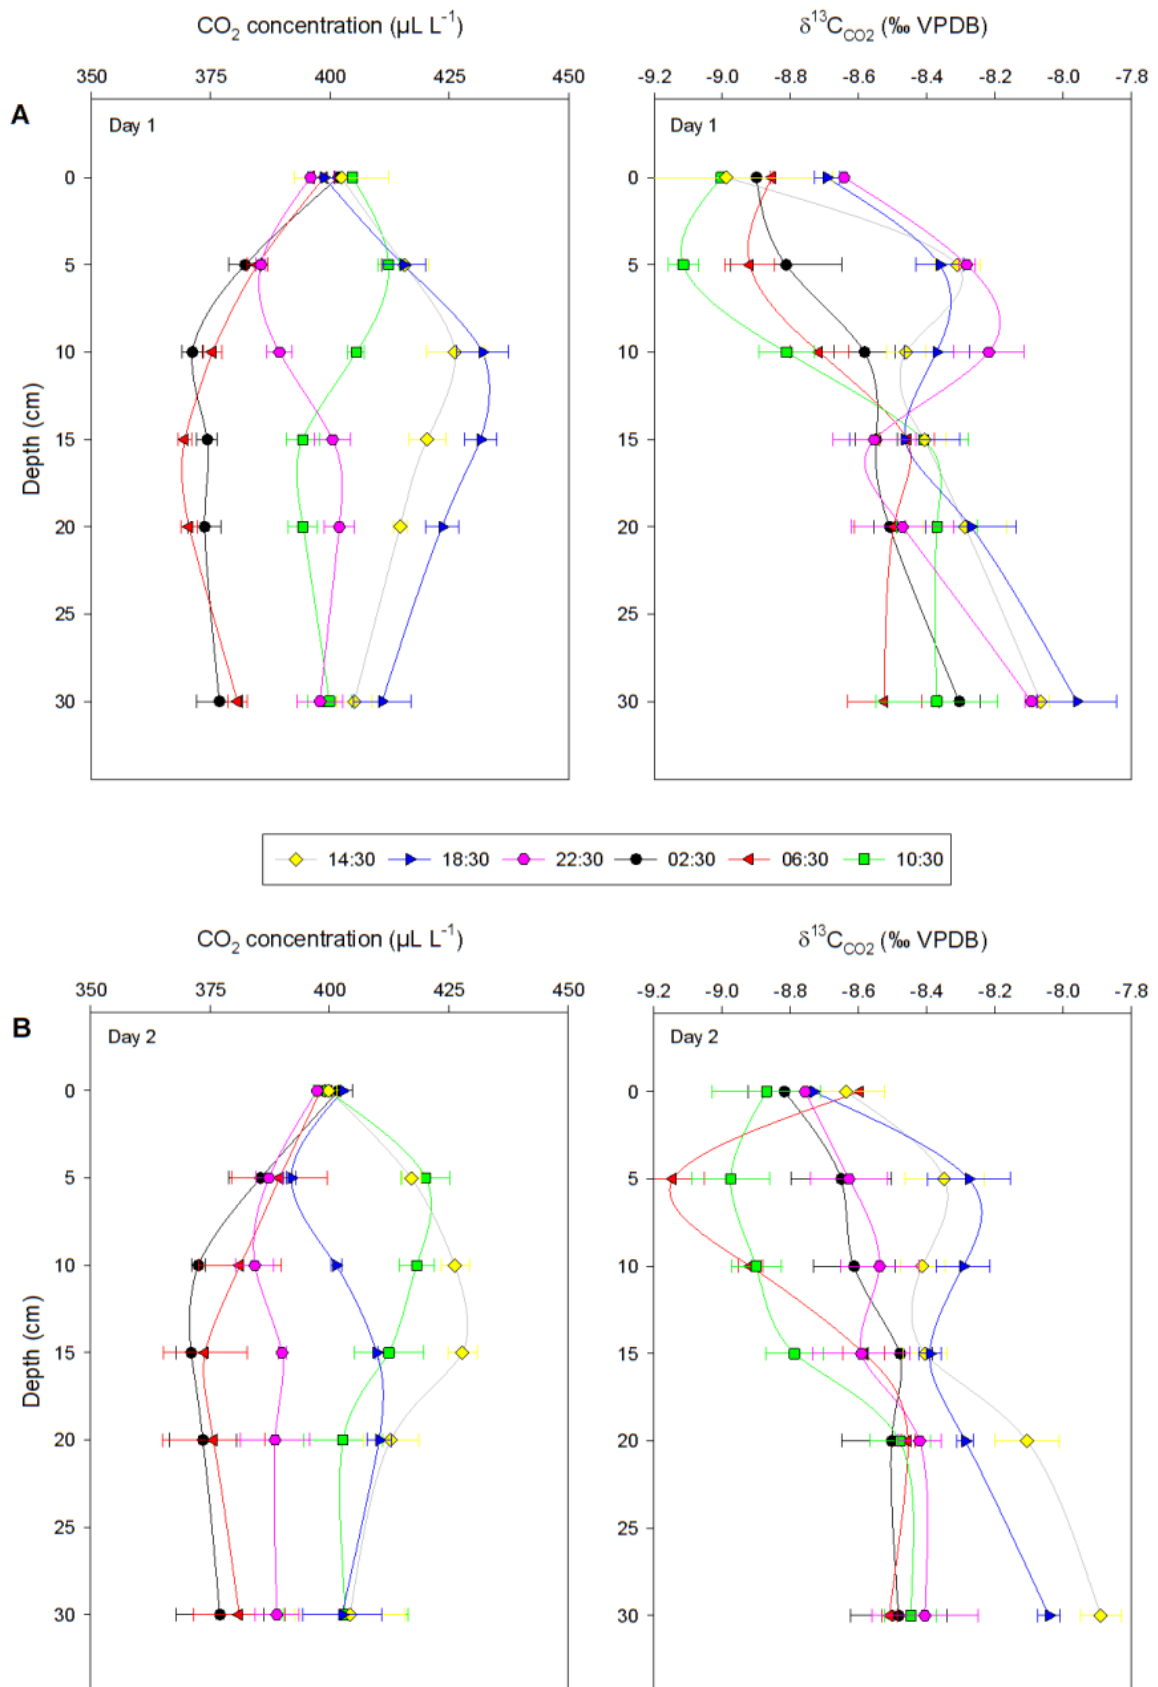 CO2 concentration (µL L⁻¹)
δ¹³C_CO2 (‰ VPDB)
350 375 400 425 450
-9.2 -9.0 -8.8 -8.6 -8.4 -8.2 -8.0 -7.8
A
Day 1
Day 1
Depth (cm)
0
5
10
15
20
25
30
0
5
10
15
20
25
30
14:30 18:30 22:30 02:30 06:30 10:30
CO2 concentration (µL L⁻¹)
δ¹³C_CO2 (‰ VPDB)
350 375 400 425 450
-9.2 -9.0 -8.8 -8.6 -8.4 -8.2 -8.0 -7.8
B
Day 2
Day 2
Depth (cm)
0
5
10
15
20
25
30
0
5
10
15
20
25
30